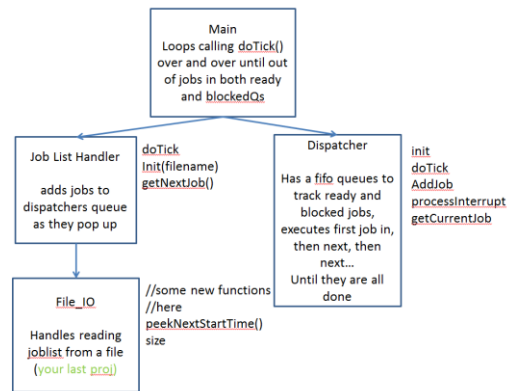 Main
Loops calling doTick()
over and over until out
of jobs in both ready
and blockedQs
Job List Handler
adds jobs to
dispatchers queue
as they pop up
doTick
Init(filename)
getNextJob()
Dispatcher
Has a fifo queues to
track ready and
blocked jobs,
executes first job in,
then next, then
next...
Until they are all
done
init
doTick
AddJob
processInterrupt
getCurrentJob
File_IO
Handles reading
joblist from a file
(your last proj)
//some new functions
//here
peekNextStartTime()
size